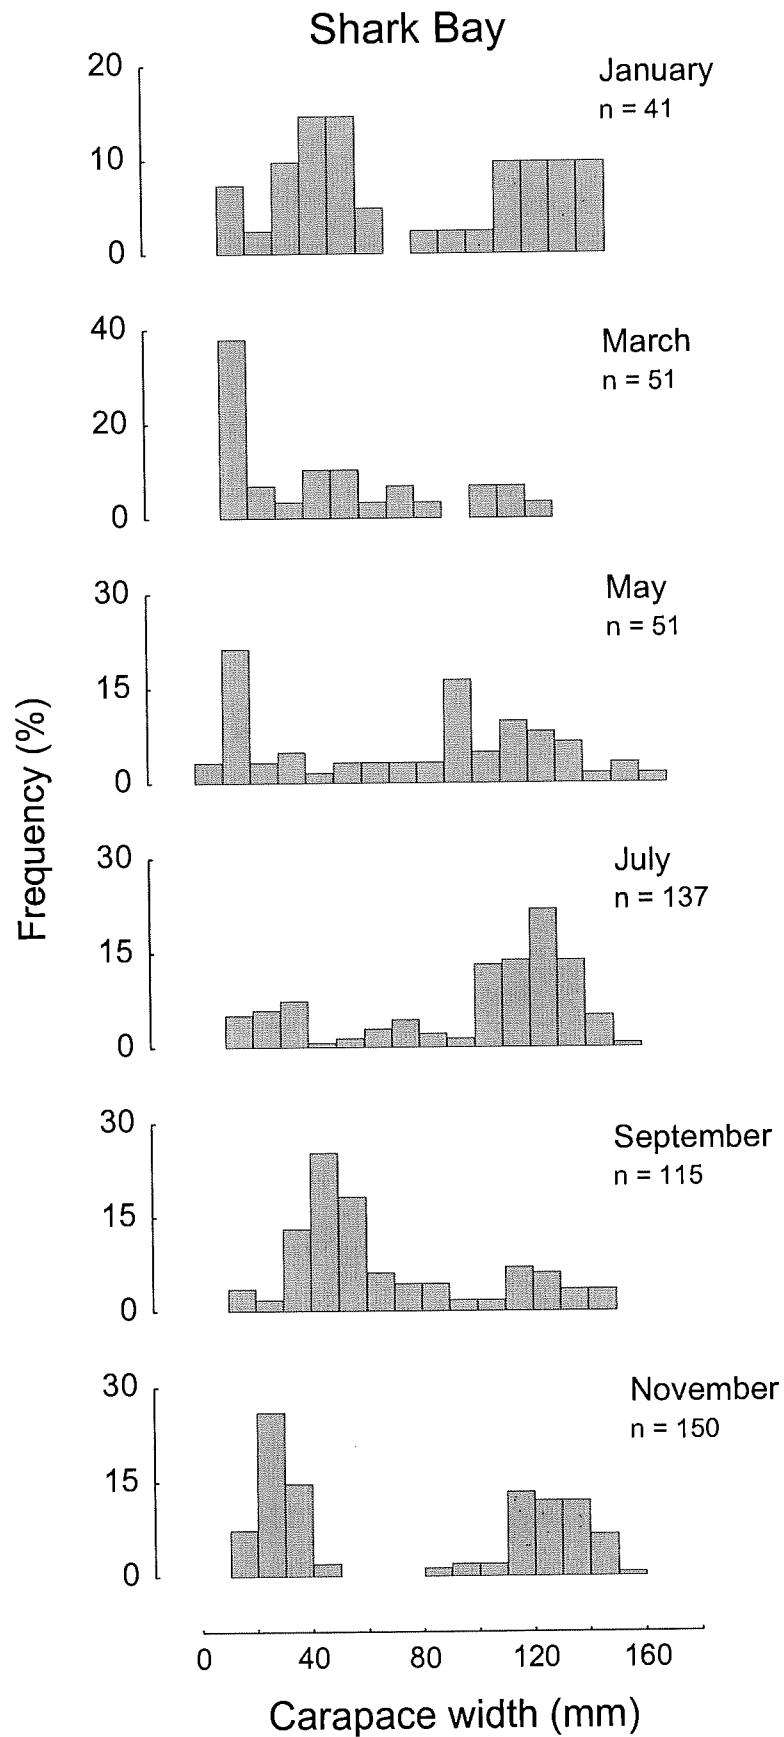 Shark Bay
January
n = 41
20
10
0
March
n = 51
40
20
0
May
n = 51
30
15
0
Frequency (%)
July
n = 137
30
15
0
September
n = 115
30
15
0
November
n = 150
30
15
0
0 40 80 120 160
Carapace width (mm)